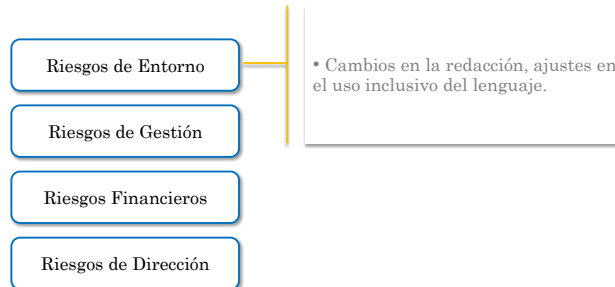 Riesgos de Entorno
• Cambios en la redacción, ajustes en
el uso inclusivo del lenguaje.
Riesgos de Gestión
Riesgos Financieros
Riesgos de Dirección